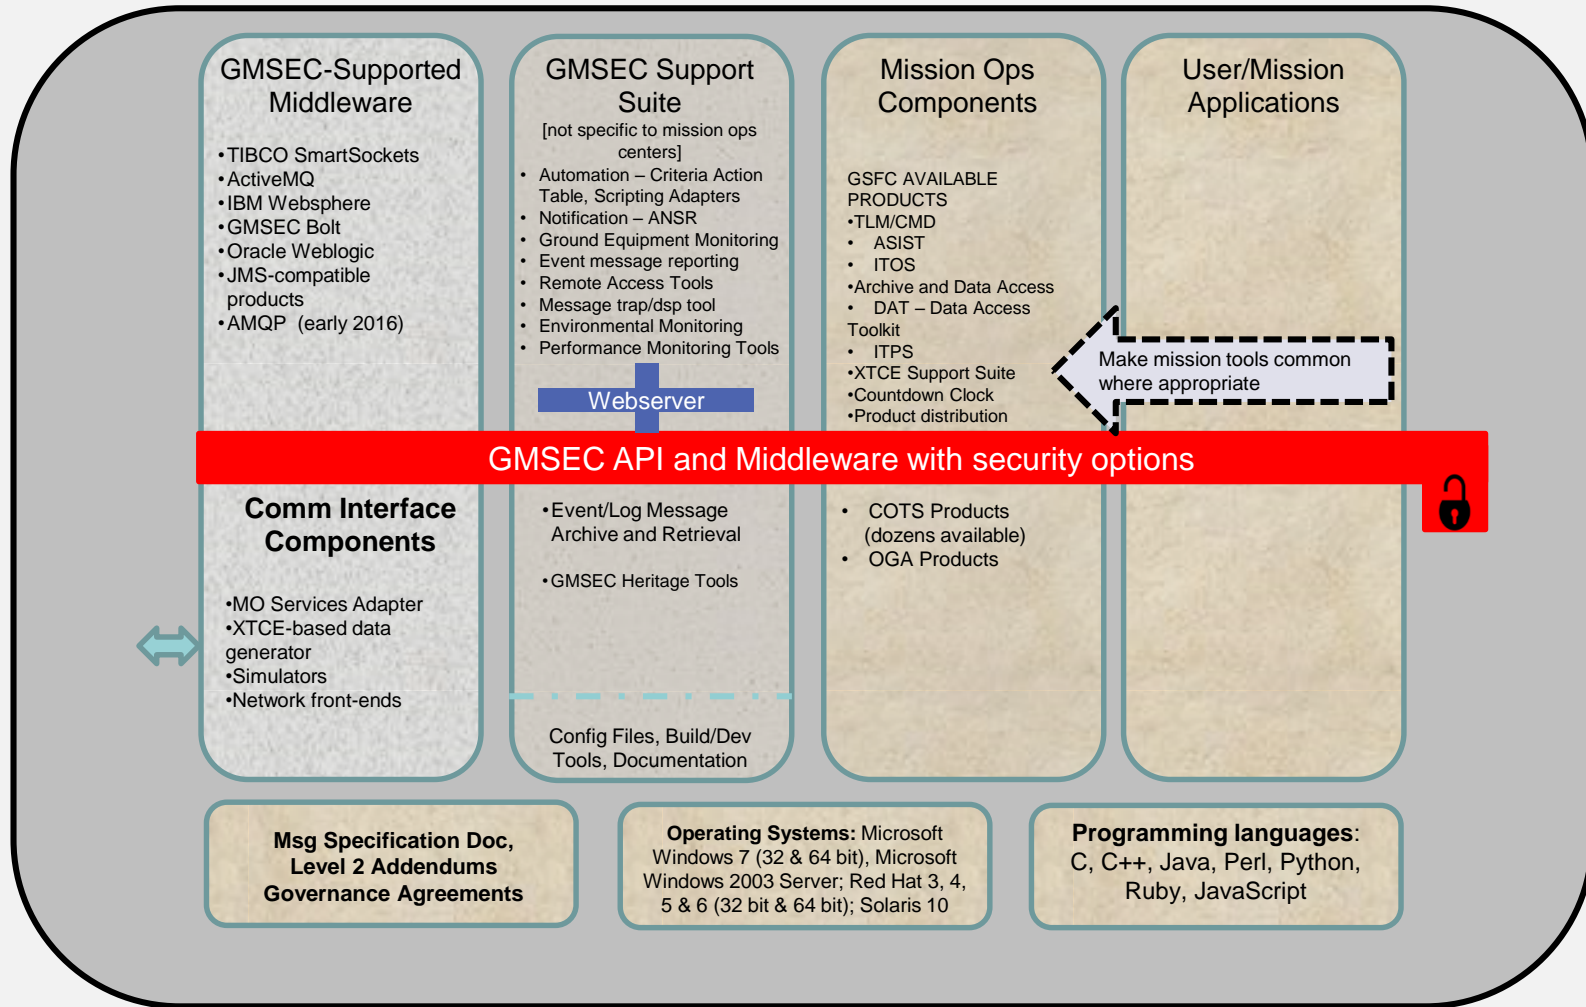 GMSEC-Supported
Middleware
•TIBCO SmartSockets
•ActiveMQ
•IBM Websphere
•GMSEC Bolt
•Oracle Weblogic
•JMS-compatible
products
•AMQP (early 2016)
GMSEC Support
Suite
[not specific to mission ops
centers]
• Automation – Criteria Action
Table, Scripting Adapters
• Notification – ANSR
• Ground Equipment Monitoring
• Event message reporting
• Remote Access Tools
• Message trap/dsp tool
• Environmental Monitoring
• Performance Monitoring Tools
Webserver
Mission Ops
Components
GSFC AVAILABLE
PRODUCTS
•TLM/CMD
• ASIST
• ITOS
•Archive and Data Access
• DAT – Data Access
Toolkit
• ITPS
•XTCE Support Suite
•Countdown Clock
•Product distribution
User/Mission
Applications
Make mission tools common
where appropriate
GMSEC API and Middleware with security options
Comm Interface
Components
•MO Services Adapter
•XTCE-based data
generator
•Simulators
•Network front-ends
•Event/Log Message
Archive and Retrieval
•GMSEC Heritage Tools
Config Files, Build/Dev
Tools, Documentation
• COTS Products
(dozens available)
• OGA Products
Msg Specification Doc,
Level 2 Addendums
Governance Agreements
Operating Systems: Microsoft
Windows 7 (32 & 64 bit), Microsoft
Windows 2003 Server; Red Hat 3, 4,
5 & 6 (32 bit & 64 bit); Solaris 10
Programming languages:
C, C++, Java, Perl, Python,
Ruby, JavaScript